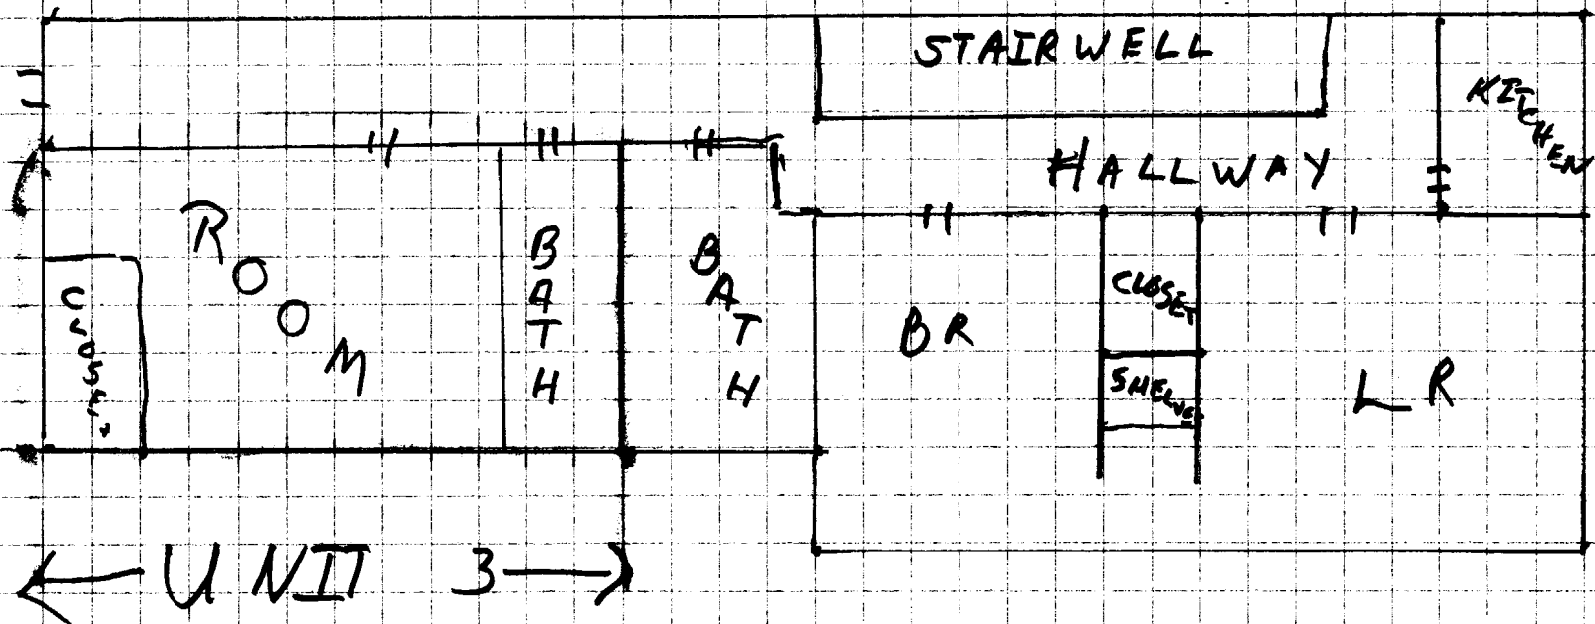 STAIRWELL
KITCHEN
HALLWAY
ROOM
BATH
BATH
CLOSET
CLOSET
BR
SHELVES
LR
UNIT 3